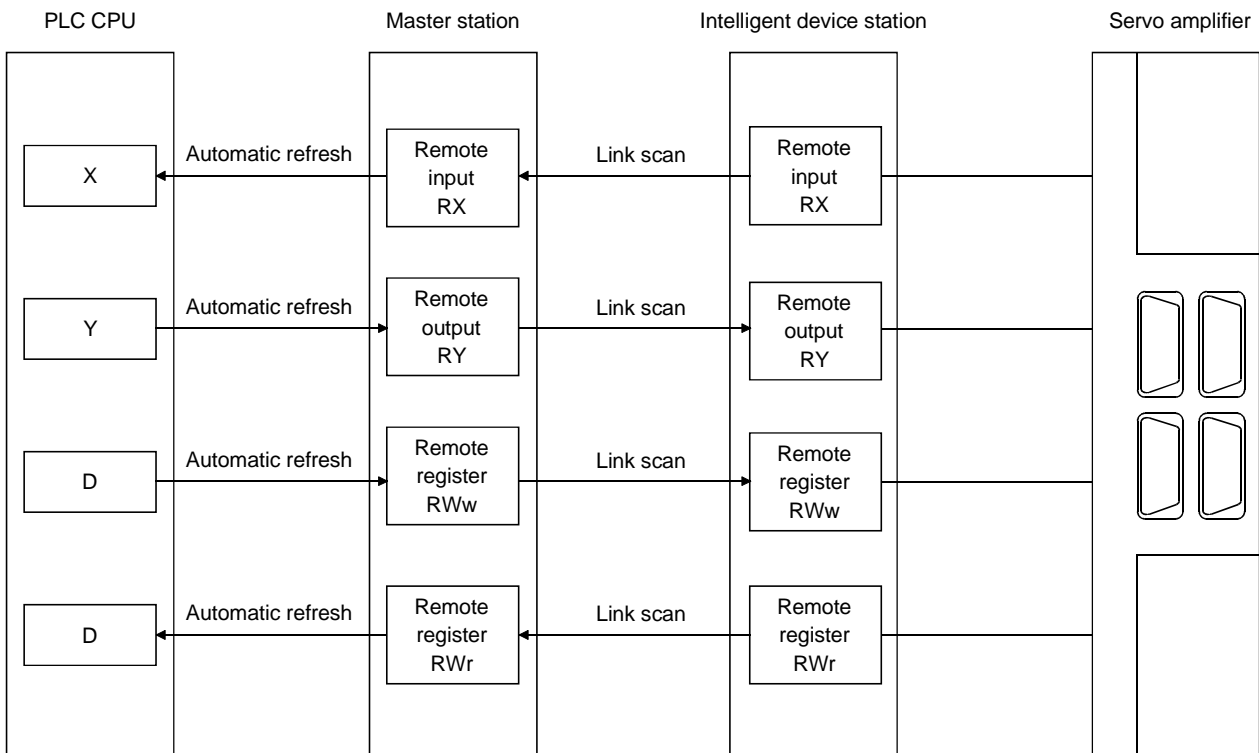 PLC CPU
Master station
Intelligent device station
Servo amplifier
X
Automatic refresh
Remote
input
RX
Link scan
Remote
input
RX
Y
Automatic refresh
Remote
output
RY
Link scan
Remote
output
RY
D
Automatic refresh
Remote
register
RWw
Link scan
Remote
register
RWw
D
Automatic refresh
Remote
register
RWr
Link scan
Remote
register
RWr